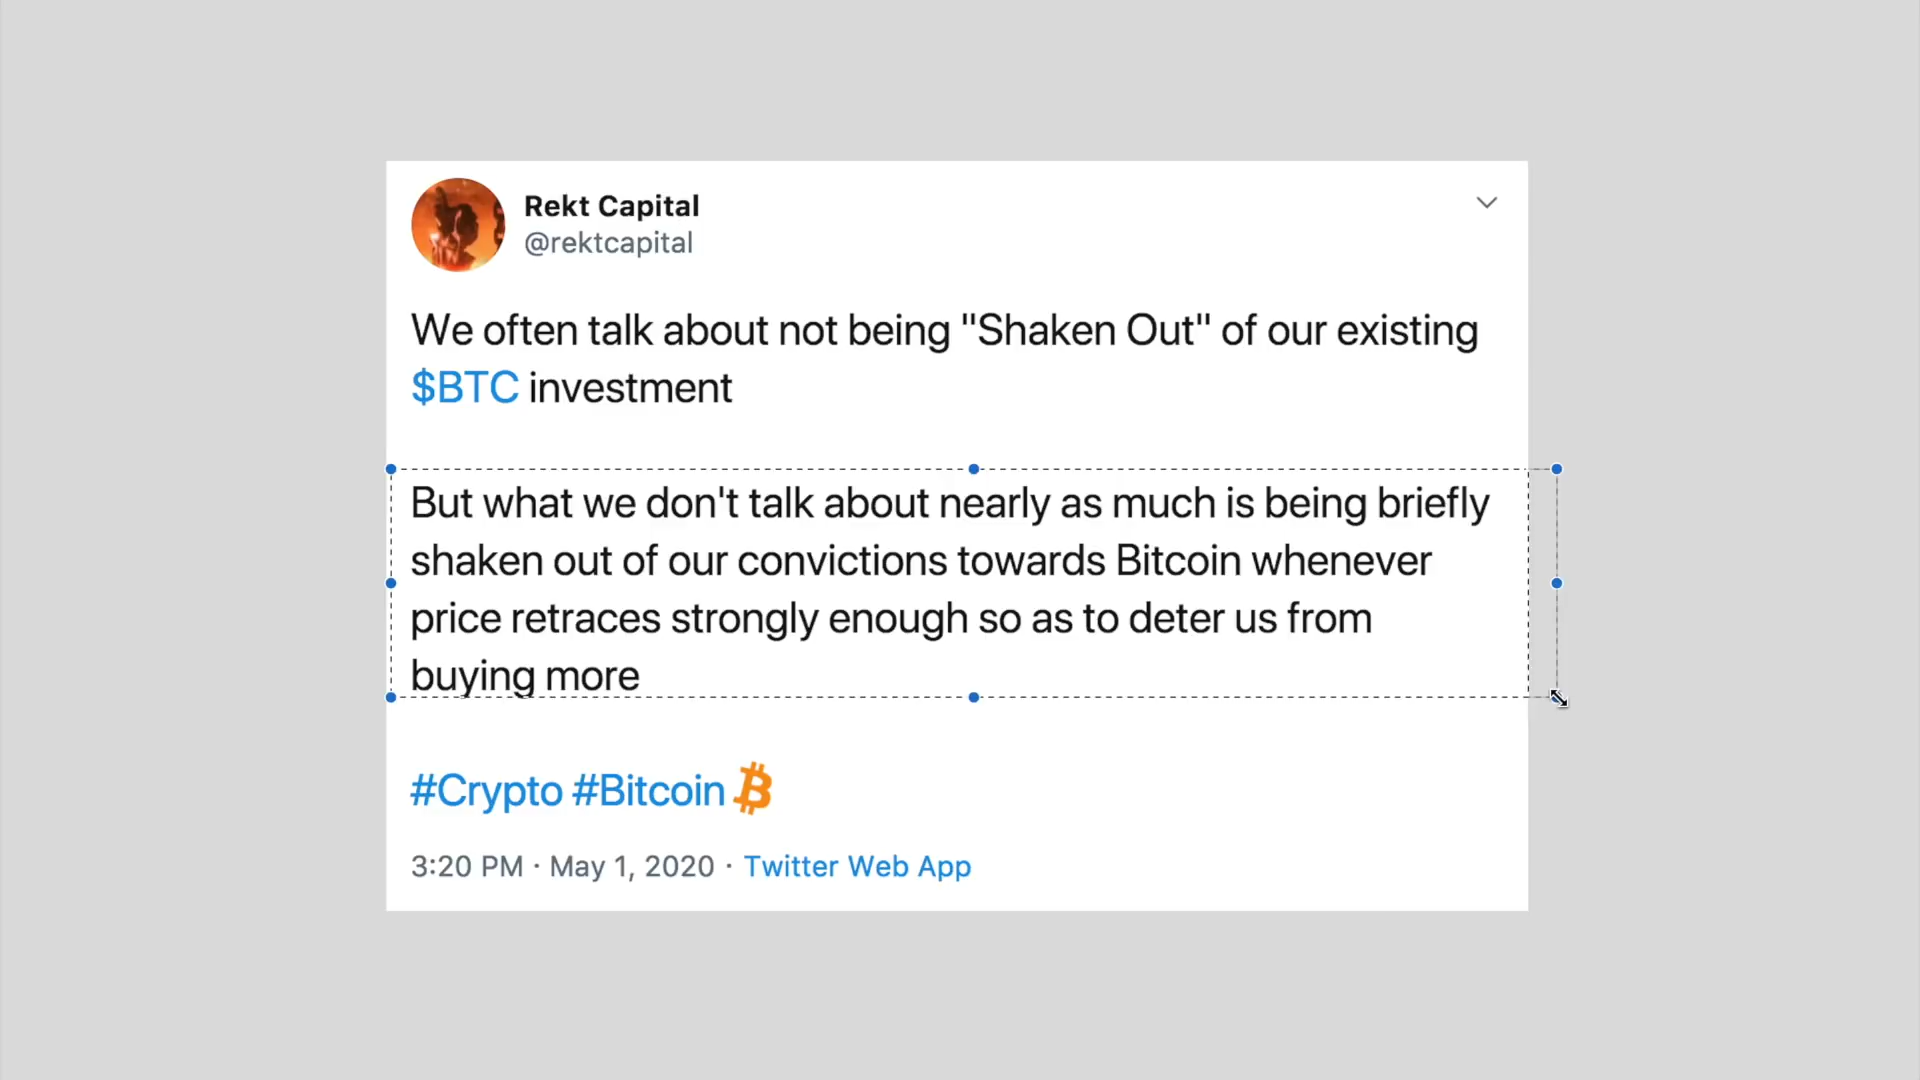 Rekt Capital
@rektcapital
We often talk about not being "Shaken Out" of our existing
$BTC investment
But what we don't talk about nearly as much is being briefly
shaken out of our convictions towards Bitcoin whenever
price retraces strongly enough so as to deter us from
buying more
#Crypto #Bitcoin
3:20 PM · May 1, 2020 · Twitter Web App